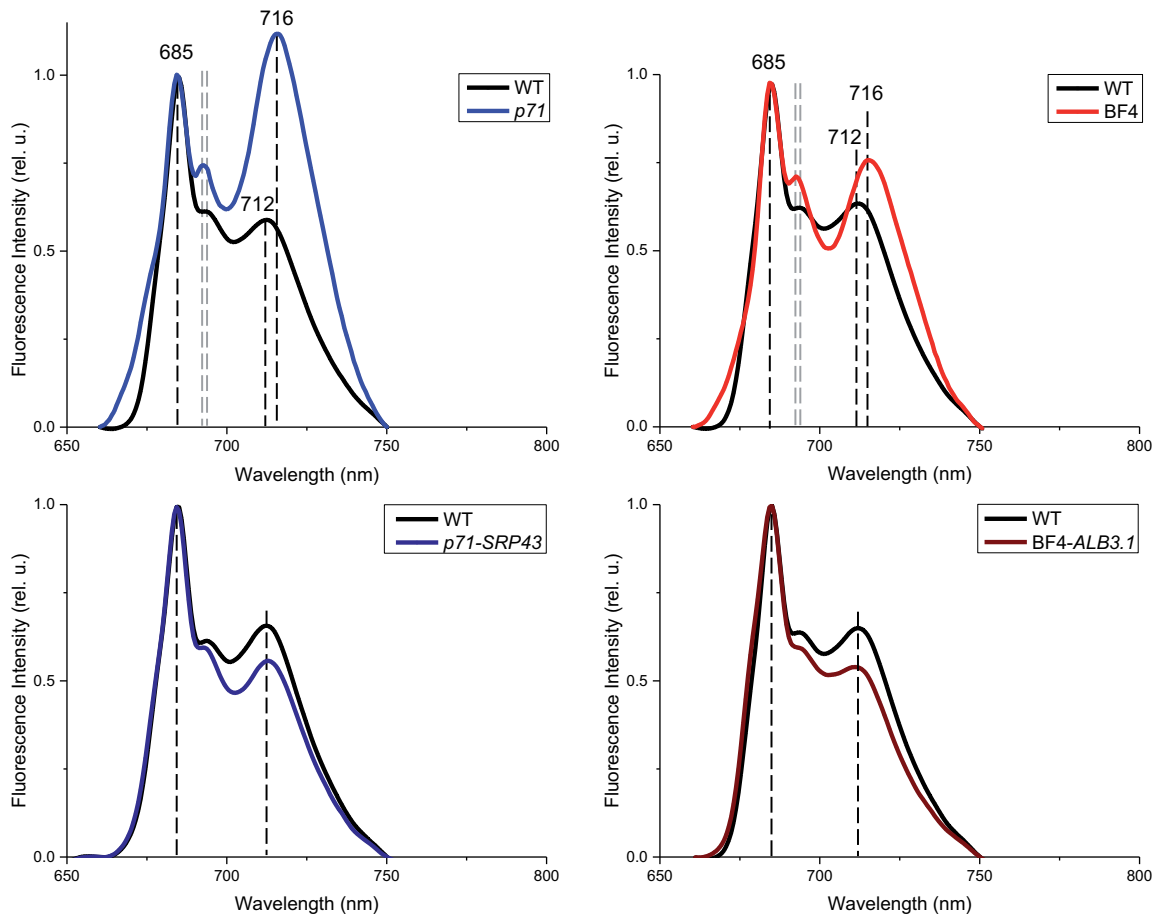 716
685
712
WT
p71
1.0
0.5
0.0
650
700
750
800
Fluorescence Intensity (rel. u.)
Wavelength (nm)
685
716
712
WT
BF4
1.0
0.5
0.0
650
700
750
800
Fluorescence Intensity (rel. u.)
Wavelength (nm)
WT
p71-SRP43
1.0
0.5
0.0
650
700
750
800
Fluorescence Intensity (rel. u.)
Wavelength (nm)
WT
BF4-ALB3.1
1.0
0.5
0.0
650
700
750
800
Fluorescence Intensity (rel. u.)
Wavelength (nm)